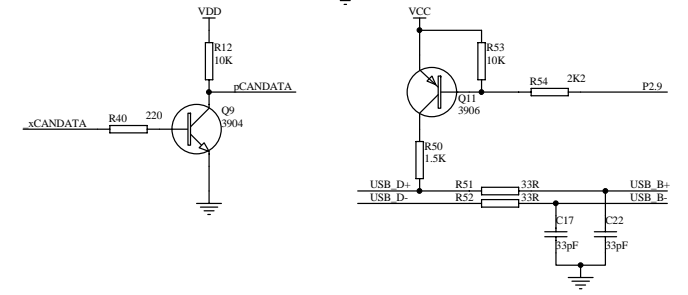 VDD
VCC
R12
10K
R53
10K
pCANDATA
R54
2K2
P2.9
Q9
3904
R40
220
xCANDATA
Q11
3906
R50
1.5K
USB_D+
R51
33R
USB_B+
USB_D-
R52
33R
USB_B-
C17
33pF
C22
33pF